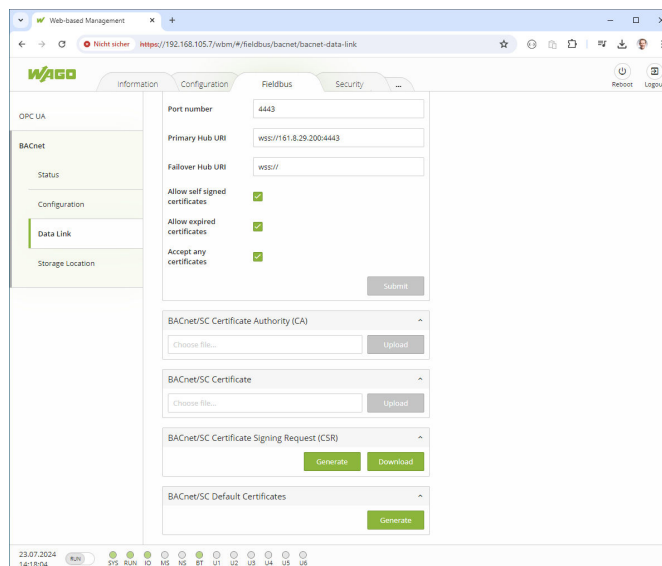 Web-based Management
Nicht sicher https://192.168.105.7/wbm/#/fieldbus/bacnet/bacnet-data-link
WAGO
Information
Configuration
Fieldbus
Security
...
Reboot
Logout
OPC UA
BACnet
Status
Configuration
Data Link
Storage Location
Port number
4443
Primary Hub URI
wss://161.8.29.200:4443
Failover Hub URI
wss://
Allow self signed
certificates
Allow expired
certificates
Accept any
certificates
Submit
BACnet/SC Certificate Authority (CA)
Choose file...
Upload
BACnet/SC Certificate
Choose file...
Upload
BACnet/SC Certificate Signing Request (CSR)
Generate
Download
BACnet/SC Default Certificates
Generate
23.07.2024
14:18:04
RUN
SYS RUN IO MS NS BT U1 U2 U3 U4 U5 U6